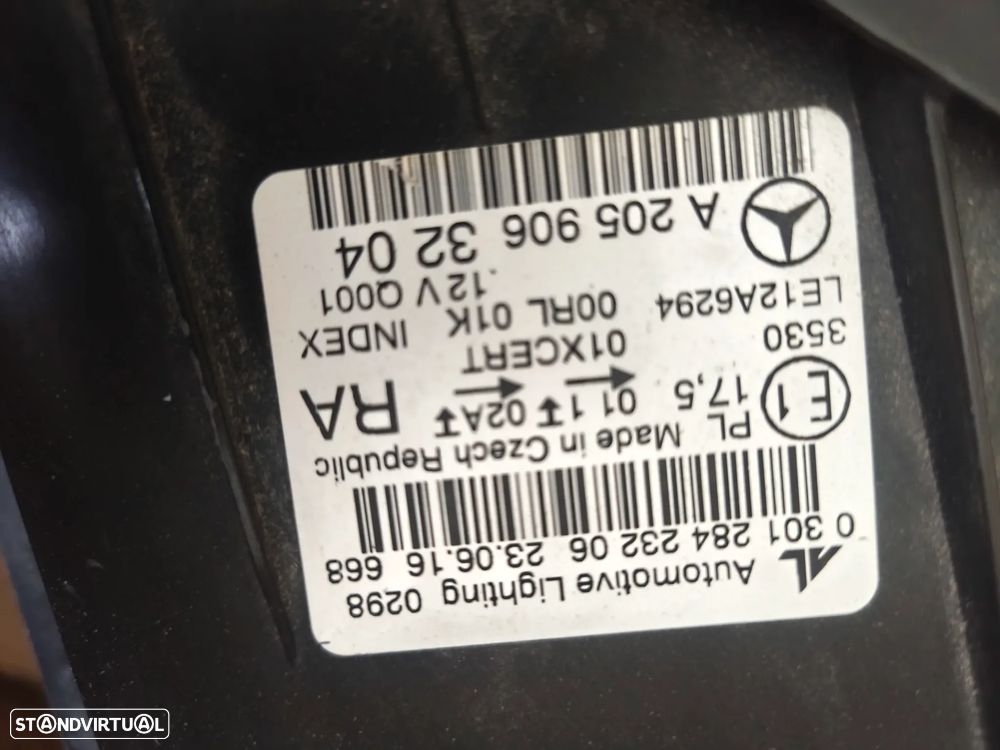 AL Automotive Lighting 0298
0 301 284 232 06 23.06.16 668
PL Made in Czech Republic
E1 17,5 01 1 02A RA
3530 01XCERT
LE12A6294 00RL 01K INDEX
.12V Q001
A 205 906 32 04
STANDVIRTUAL